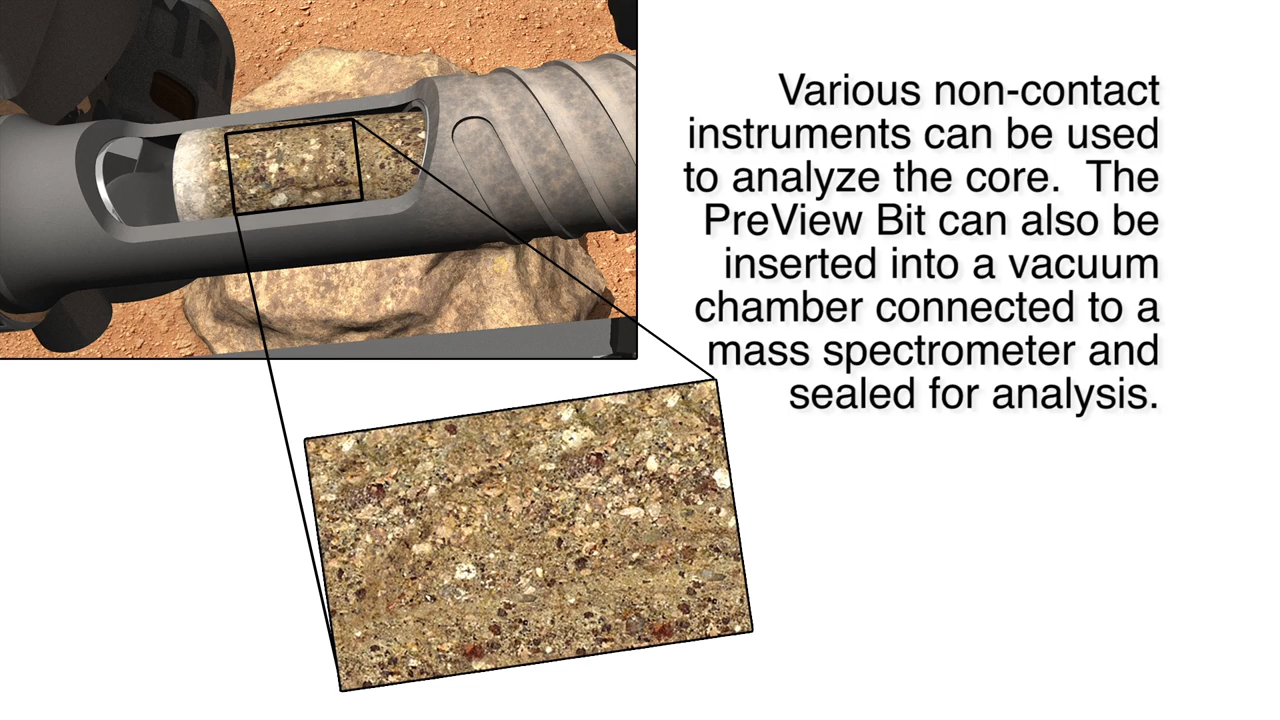 Various non-contact
instruments can be used
to analyze the core.  The
PreView Bit can also be
inserted into a vacuum
chamber connected to a
mass spectrometer and
sealed for analysis.